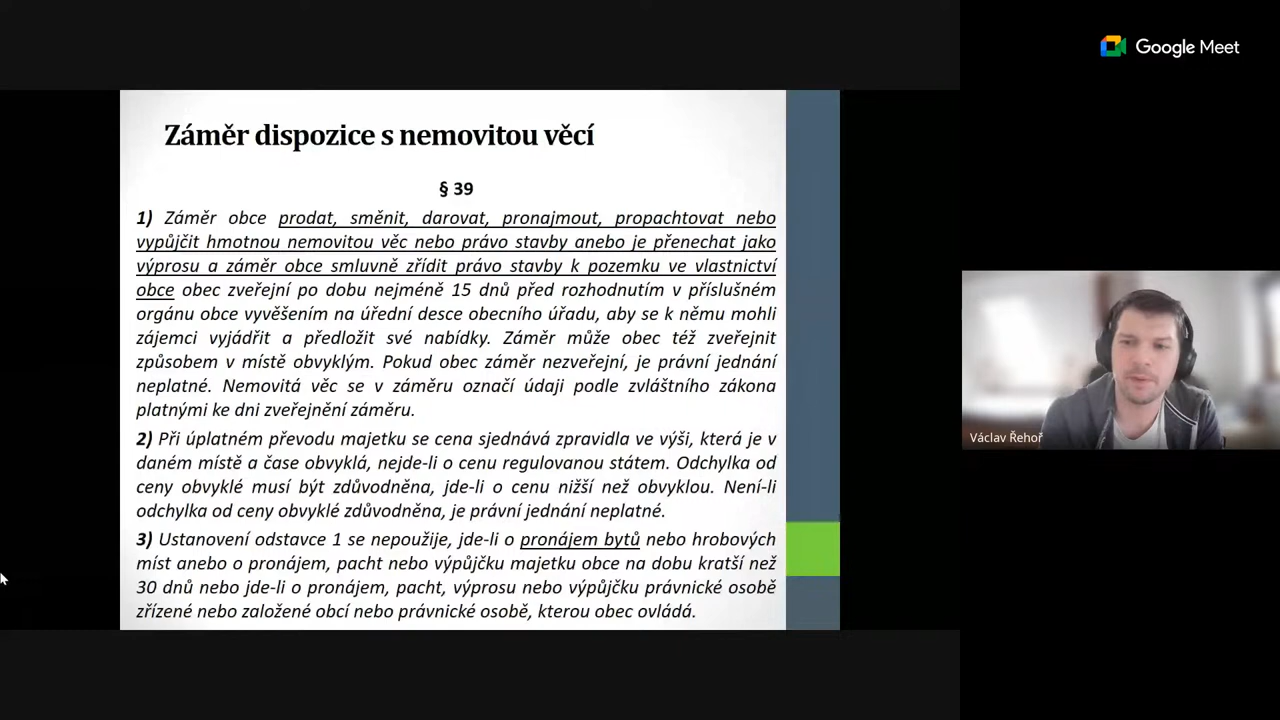 Google Meet
Záměr dispozice s nemovitou věcí
§ 39
1) Záměr obce prodat, směnit, darovat, pronajmout, propachtovat nebo
vypůjčit hmotnou nemovitou věc nebo právo stavby anebo je přenechat jako
výprosu a záměr obce smluvně zřídit právo stavby k pozemku ve vlastnictví
obce obec zveřejní po dobu nejméně 15 dnů před rozhodnutím v příslušném
orgánu obce vyvěšením na úřední desce obecního úřadu, aby se k němu mohli
zájemci vyjádřit a předložit své nabídky. Záměr může obec též zveřejnit
způsobem v místě obvyklým. Pokud obec záměr nezveřejní, je právní jednání
neplatné. Nemovitá věc se v záměru označí údaji podle zvláštního zákona
platnými ke dni zveřejnění záměru.
2) Při úplatném převodu majetku se cena sjednává zpravidla ve výši, která je v
daném místě a čase obvyklá, nejde-li o cenu regulovanou státem. Odchylka od
ceny obvyklé musí být zdůvodněna, jde-li o cenu nižší než obvyklou. Není-li
odchylka od ceny obvyklé zdůvodněna, je právní jednání neplatné.
3) Ustanovení odstavce 1 se nepoužije, jde-li o pronájem bytů nebo hrobových
míst anebo o pronájem, pacht nebo výpůjčku majetku obce na dobu kratší než
30 dnů nebo jde-li o pronájem, pacht, výprosu nebo výpůjčku právnické osobě
zřízené nebo založené obcí nebo právnické osobě, kterou obec ovládá.
Václav Řehoř